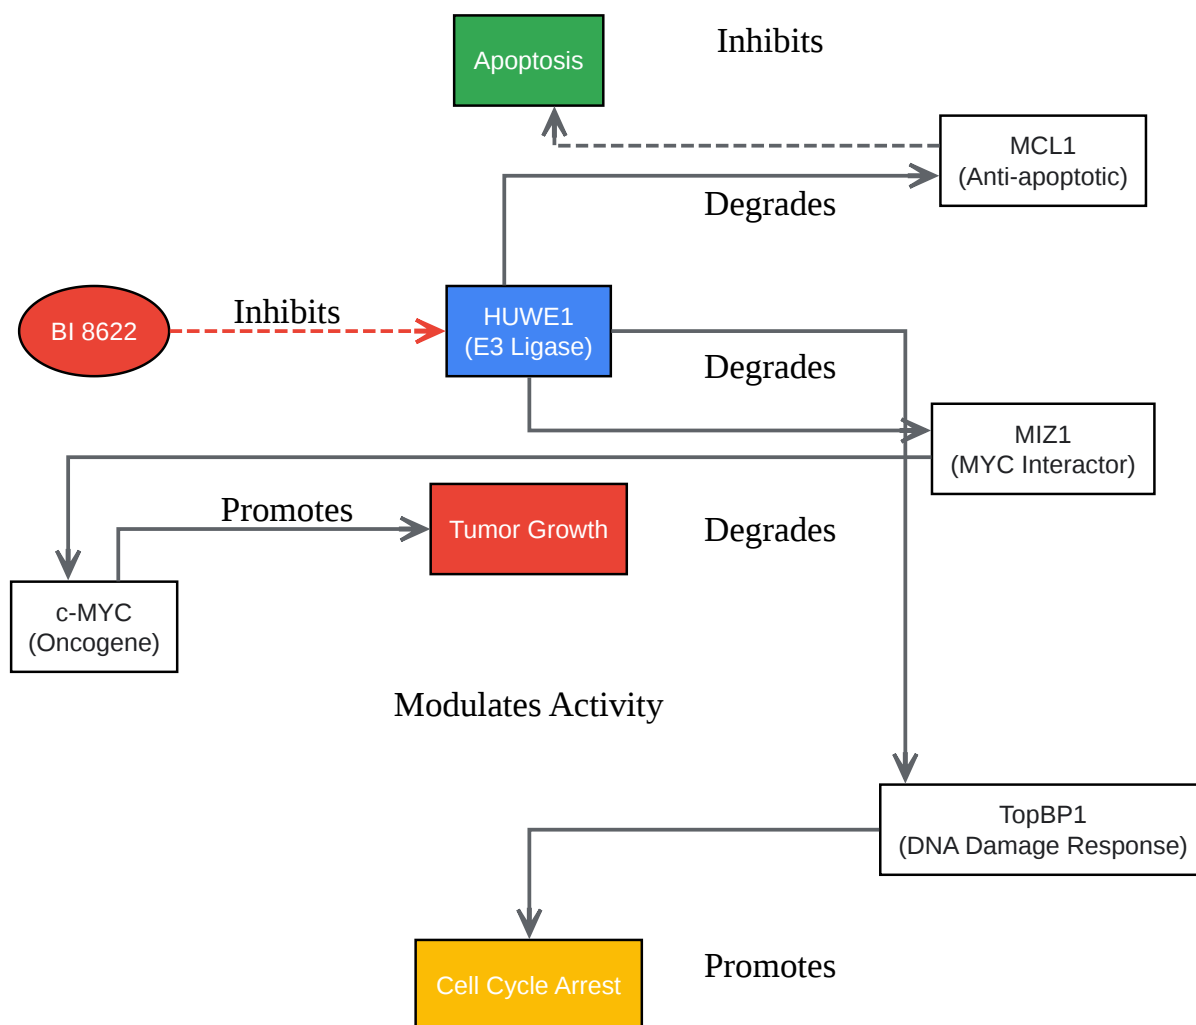 Apoptosis
Inhibits
MCL1
(Anti-apoptotic)
Degrades
BI 8622
Inhibits
HUWE1
(E3 Ligase)
Degrades
MIZ1
(MYC Interactor)
Promotes
Tumor Growth
Degrades
c-MYC
(Oncogene)
Modulates Activity
TopBP1
(DNA Damage Response)
Cell Cycle Arrest
Promotes